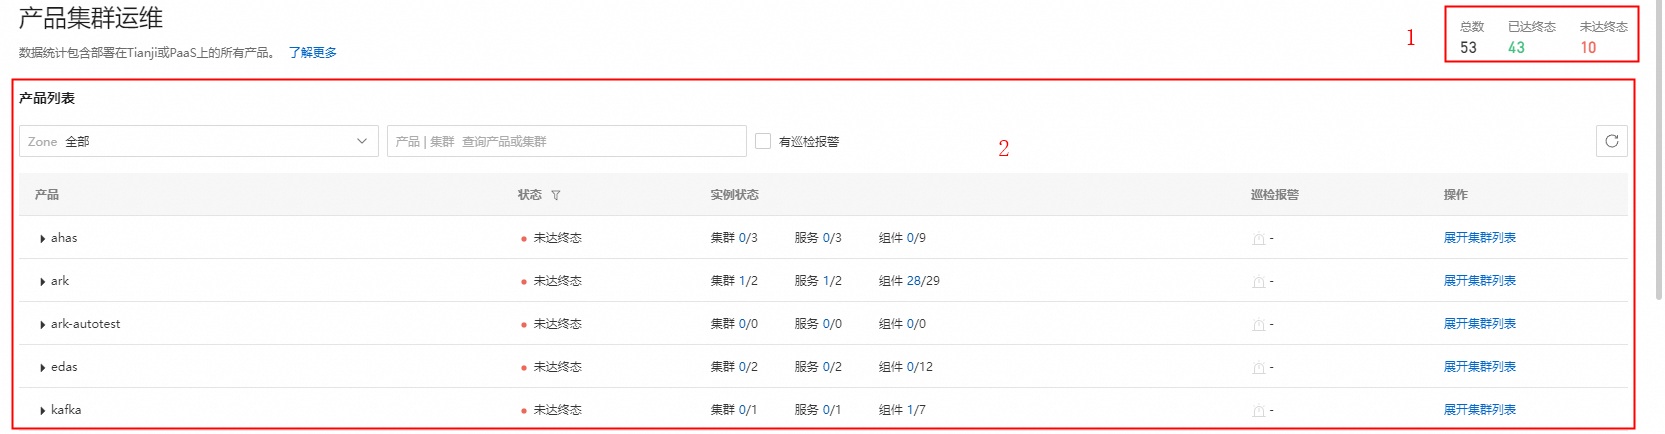 产品集群运维
数据统计包含部署在Tianji或PaaS上的所有产品。 了解更多
1
总数 已达终态 未达终态
53 43 10
产品列表
Zone 全部 产品 | 集群 查询产品或集群 有巡检报警
2
产品 状态 实例状态 巡检报警 操作
ahas 未达终态 集群 0/3 服务 0/3 组件 0/9 - 展开集群列表
ark 未达终态 集群 1/2 服务 1/2 组件 28/29 - 展开集群列表
ark-autotest 未达终态 集群 0/0 服务 0/0 组件 0/0 - 展开集群列表
edas 未达终态 集群 0/2 服务 0/2 组件 0/12 - 展开集群列表
kafka 未达终态 集群 0/1 服务 0/1 组件 1/7 - 展开集群列表